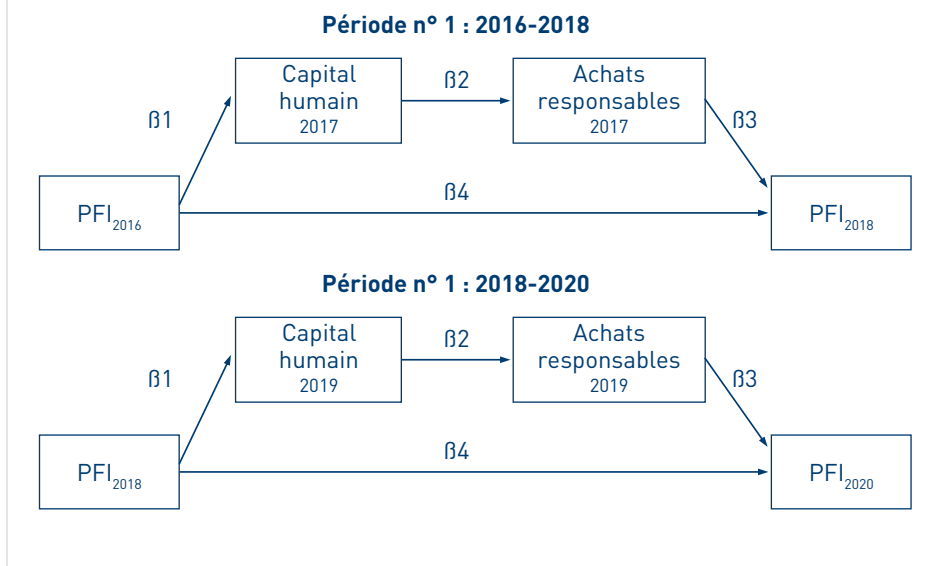 Période n° 1 : 2016-2018
Capital
humain
2017
ß2
Achats
responsables
2017
ß1
ß3
PFI2016
ß4
PFI2018
Période n° 1 : 2018-2020
Capital
humain
2019
ß2
Achats
responsables
2019
ß1
ß3
PFI2018
ß4
PFI2020